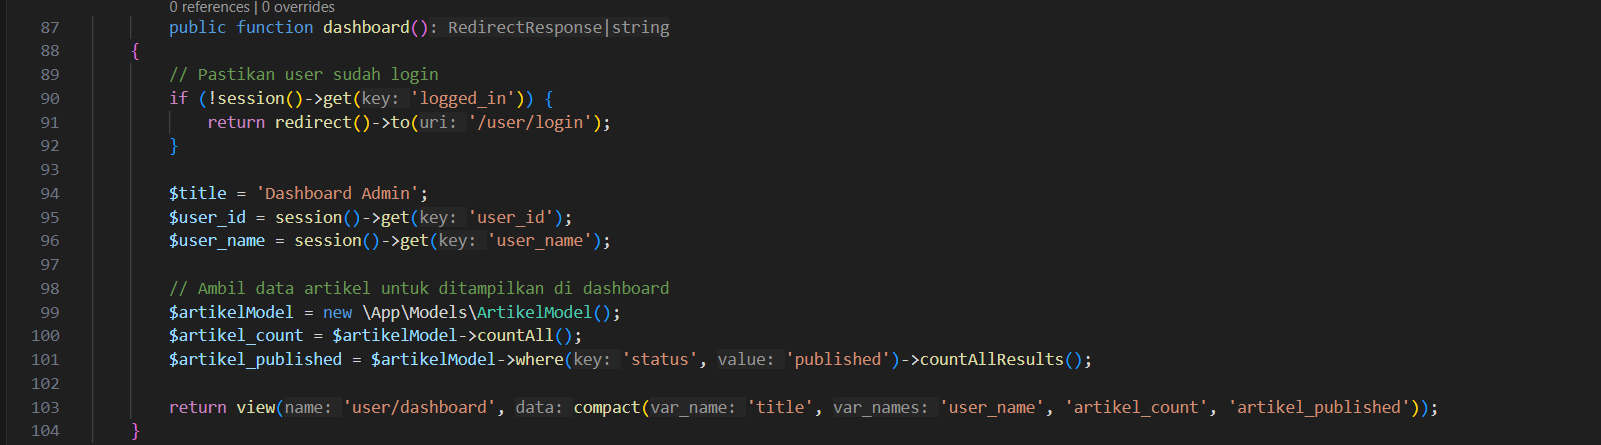 0 references | 0 overrides
87 public function dashboard(): RedirectResponse|string
88 {
89 // Pastikan user sudah login
90 if (!session()->get(key: 'logged_in')) {
91 return redirect()->to(uri: '/user/login');
92 }
93
94 $title = 'Dashboard Admin';
95 $user_id = session()->get(key: 'user_id');
96 $user_name = session()->get(key: 'user_name');
97
98 // Ambil data artikel untuk ditampilkan di dashboard
99 $artikelModel = new \App\Models\ArtikelModel();
100 $artikel_count = $artikelModel->countAll();
101 $artikel_published = $artikelModel->where(key: 'status', value: 'published')->countAllResults();
102
103 return view(name: 'user/dashboard', data: compact(var_name: 'title', var_names: 'user_name', 'artikel_count', 'artikel_published'));
104 }